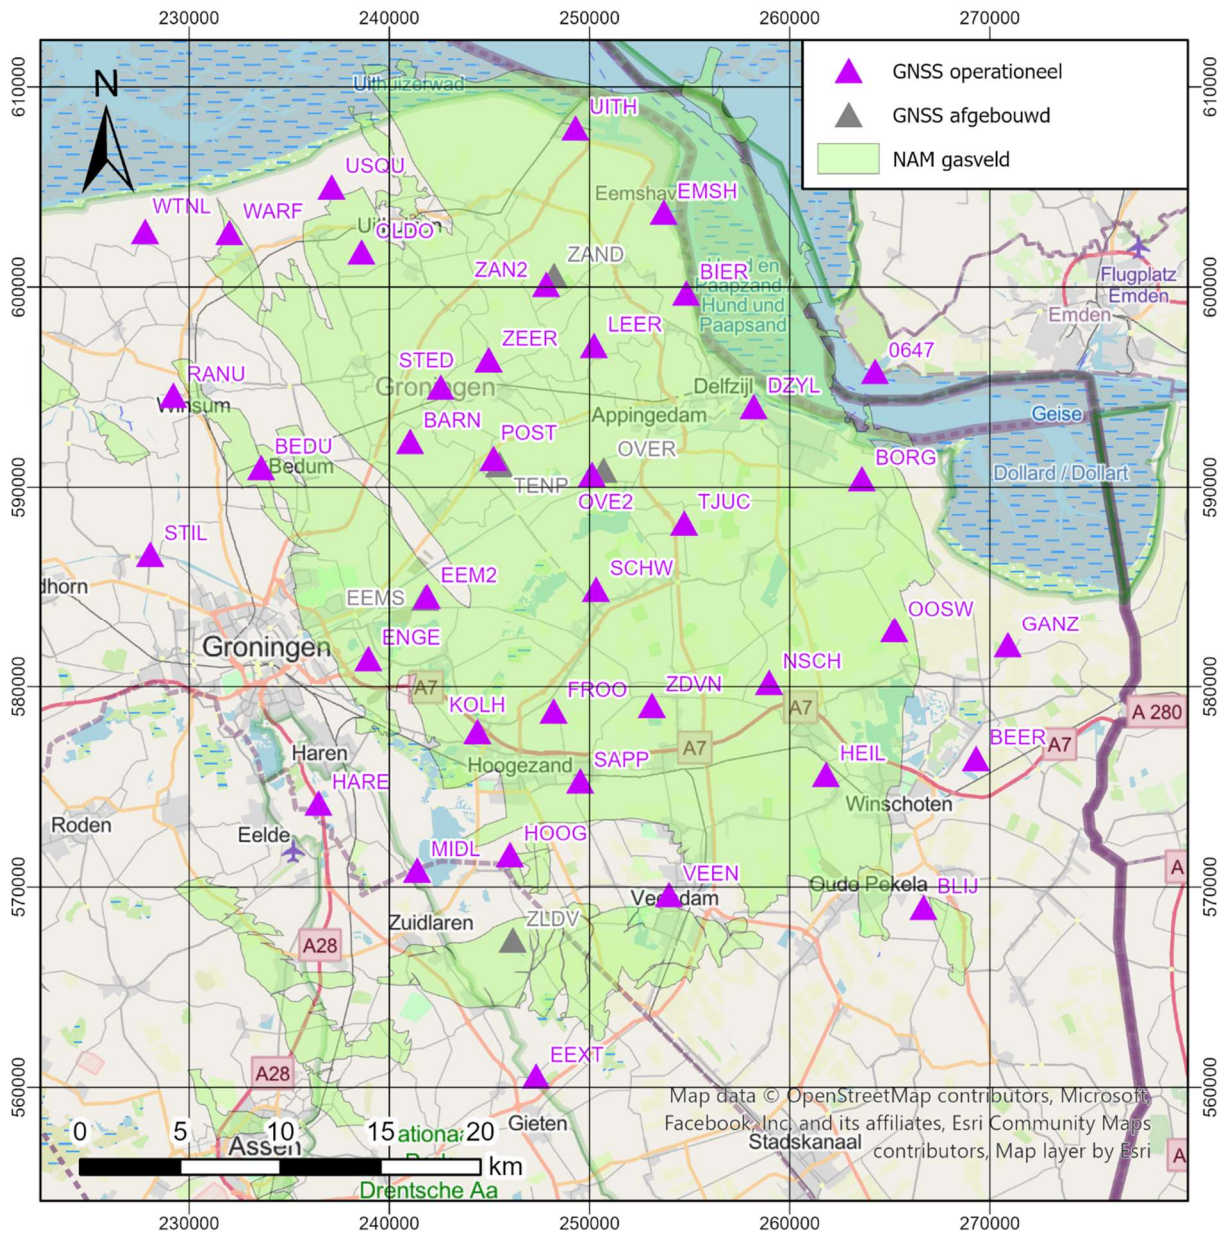 230000 240000 250000 260000 270000
610000
600000
590000
580000
570000
560000
610000
600000
590000
580000
570000
560000
N
GNSS operationeel
GNSS afgebouwd
NAM gasveld
Uithuizerwad
UITH
USQU
Eemshav
EMSH
WTNL
WARF
OLDO
ZAND
ZAN2
BIER
Paapzand
Hund und
Paapsand
Flugplatz
Emden
Emden
LEER
ZEER
0647
STED
Groningen
RANU
Winsum
Delfzijl
DZYL
Appingedam
Geise
BARN
POST
OVER
BEDU
Bedum
BORG
Dollard / Dollart
TENP
OVE2
TJUC
STIL
dhorn
SCHW
EEM2
EEMS
OOSW
GANZ
ENGE
Groningen
NSCH
A7
FROO
ZDVN
KOLH
A7
A 280
BEER
A7
A7
Haren
SAPP
HEIL
Hoogezand
HARE
Winschoten
Roden
Eelde
HOOG
MIDL
VEEN
Oude Pekela
BLIJ
A
Zuidlaren
ZLDV
A28
EEXT
A28
Gieten
Map data © OpenStreetMap contributors, Microsoft,
Facebook, Inc. and its affiliates, Esri Community Maps
contributors, Map layer by Esri
Stadskanaal
A
0 5 10 15 20
km
Assen
Drentsche Aa
230000 240000 250000 260000 270000